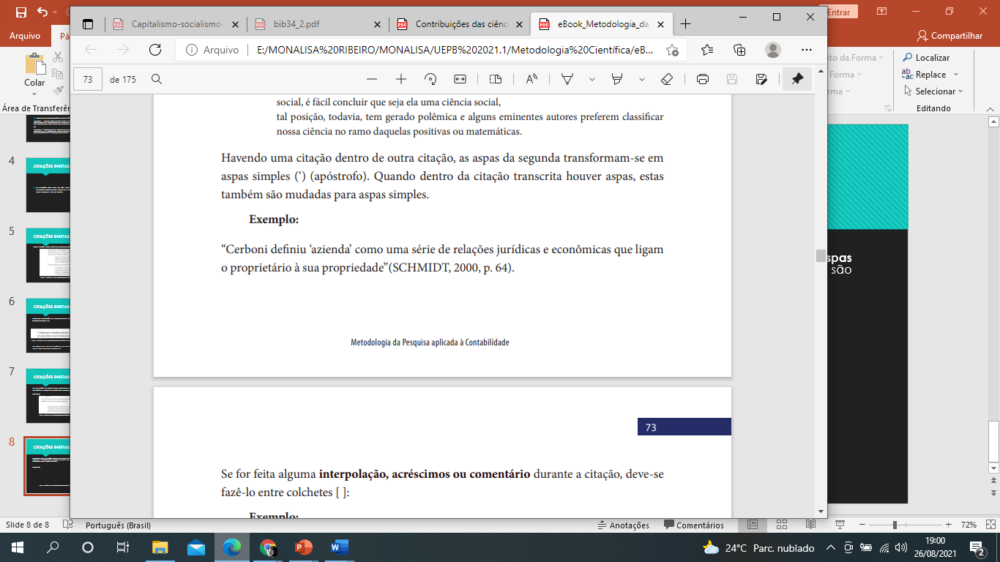 Entrar
Capitalismo-socialismo-
bib34_2.pdf
Contribuições das ciênc
eBook_Metodologia_da
Arquivo
Compartilhar
Arquivo
E:/MONALISA%20RIBEIRO/MONALISA/UEPB%202021.1/Metodologia%20Científica/eB...
Colar
73
de 175
to da Forma
Forma
rma
Localizar
Replace
Selecionar
Área de Transferên
Editando
social, é fácil concluir que seja ela uma ciência social,
tal posição, todavia, tem gerado polêmica e alguns eminentes autores preferem classificar
nossa ciência no ramo daquelas positivas ou matemáticas.
Havendo uma citação dentro de outra citação, as aspas da segunda transformam-se em
aspas simples (‘) (apóstrofo). Quando dentro da citação transcrita houver aspas, estas
também são mudadas para aspas simples.
Exemplo:
“Cerboni definiu ‘azienda’ como uma série de relações jurídicas e econômicas que ligam
o proprietário à sua propriedade”(SCHMIDT, 2000, p. 64).
Metodologia da Pesquisa aplicada à Contabilidade
73
Se for feita alguma interpolação, acréscimos ou comentário durante a citação, deve-se
fazê-lo entre colchetes [ ]:
Exemplo:
4
CITAÇÕES DIRETAS
5
CITAÇÕES DIRETAS
6
CITAÇÕES DIRETAS
7
CITAÇÕES DIRETAS
8
CITAÇÕES DIRETAS
spas
são
Slide 8 de 8
Português (Brasil)
Anotações
Comentários
72%
24°C Parc. nublado
19:00
26/08/2021
2